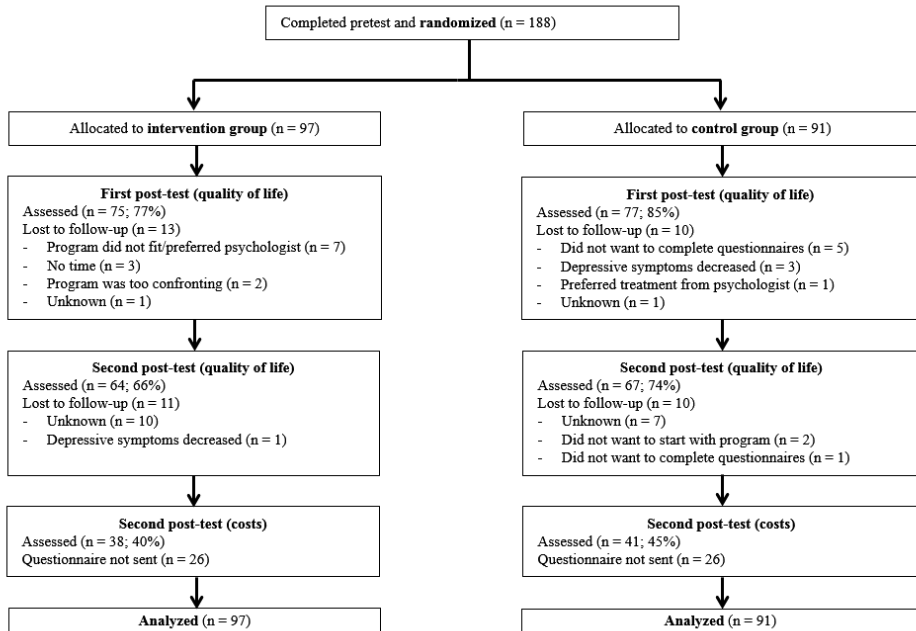 Completed pretest and randomized (n = 188)
Allocated to intervention group (n = 97)
Allocated to control group (n = 91)
First post-test (quality of life)
Assessed (n = 75; 77%)
Lost to follow-up (n = 13)
- Program did not fit/preferred psychologist (n = 7)
- No time (n = 3)
- Program was too confronting (n = 2)
- Unknown (n = 1)
First post-test (quality of life)
Assessed (n = 77; 85%)
Lost to follow-up (n = 10)
- Did not want to complete questionnaires (n = 5)
- Depressive symptoms decreased (n = 3)
- Preferred treatment from psychologist (n = 1)
- Unknown (n = 1)
Second post-test (quality of life)
Assessed (n = 64; 66%)
Lost to follow-up (n = 11)
- Unknown (n = 10)
- Depressive symptoms decreased (n = 1)
Second post-test (quality of life)
Assessed (n = 67; 74%)
Lost to follow-up (n = 10)
- Unknown (n = 7)
- Did not want to start with program (n = 2)
- Did not want to complete questionnaires (n = 1)
Second post-test (costs)
Assessed (n = 38; 40%)
Questionnaire not sent (n = 26)
Second post-test (costs)
Assessed (n = 41; 45%)
Questionnaire not sent (n = 26)
Analyzed (n = 97)
Analyzed (n = 91)